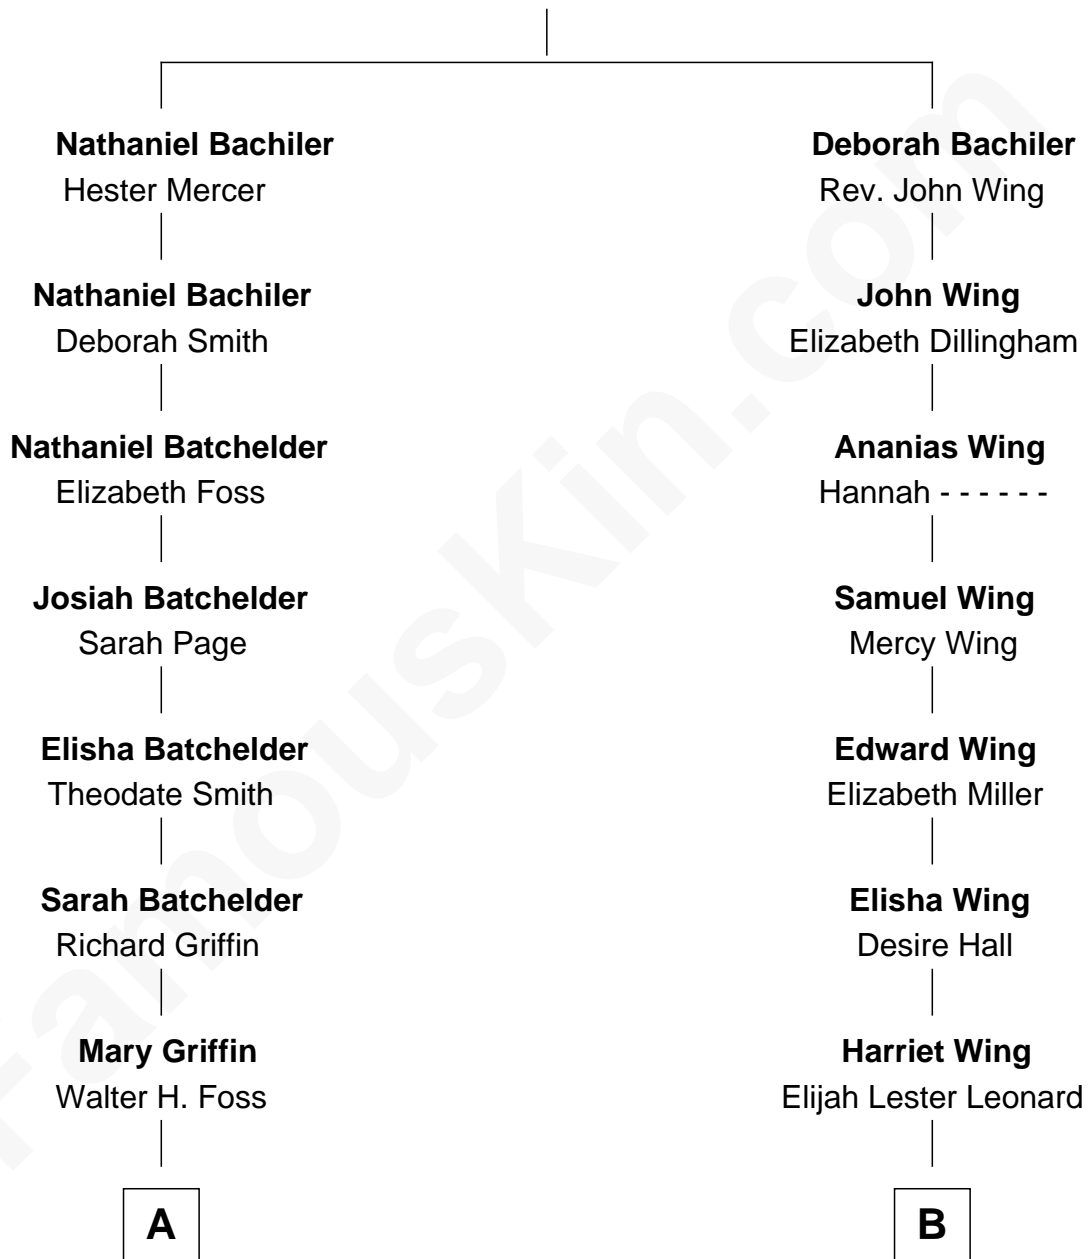 Nathaniel Bachiler
Hester Mercer
Deborah Bachiler
Rev. John Wing
Nathaniel Bachiler
Deborah Smith
John Wing
Elizabeth Dillingham
Nathaniel Batchelder
Elizabeth Foss
Ananias Wing
Hannah - - - - - -
Josiah Batchelder
Sarah Page
Samuel Wing
Mercy Wing
Elisha Batchelder
Theodate Smith
Edward Wing
Elizabeth Miller
Sarah Batchelder
Richard Griffin
Elisha Wing
Desire Hall
Mary Griffin
Walter H. Foss
Harriet Wing
Elijah Lester Leonard
A
B
FamousKin.com